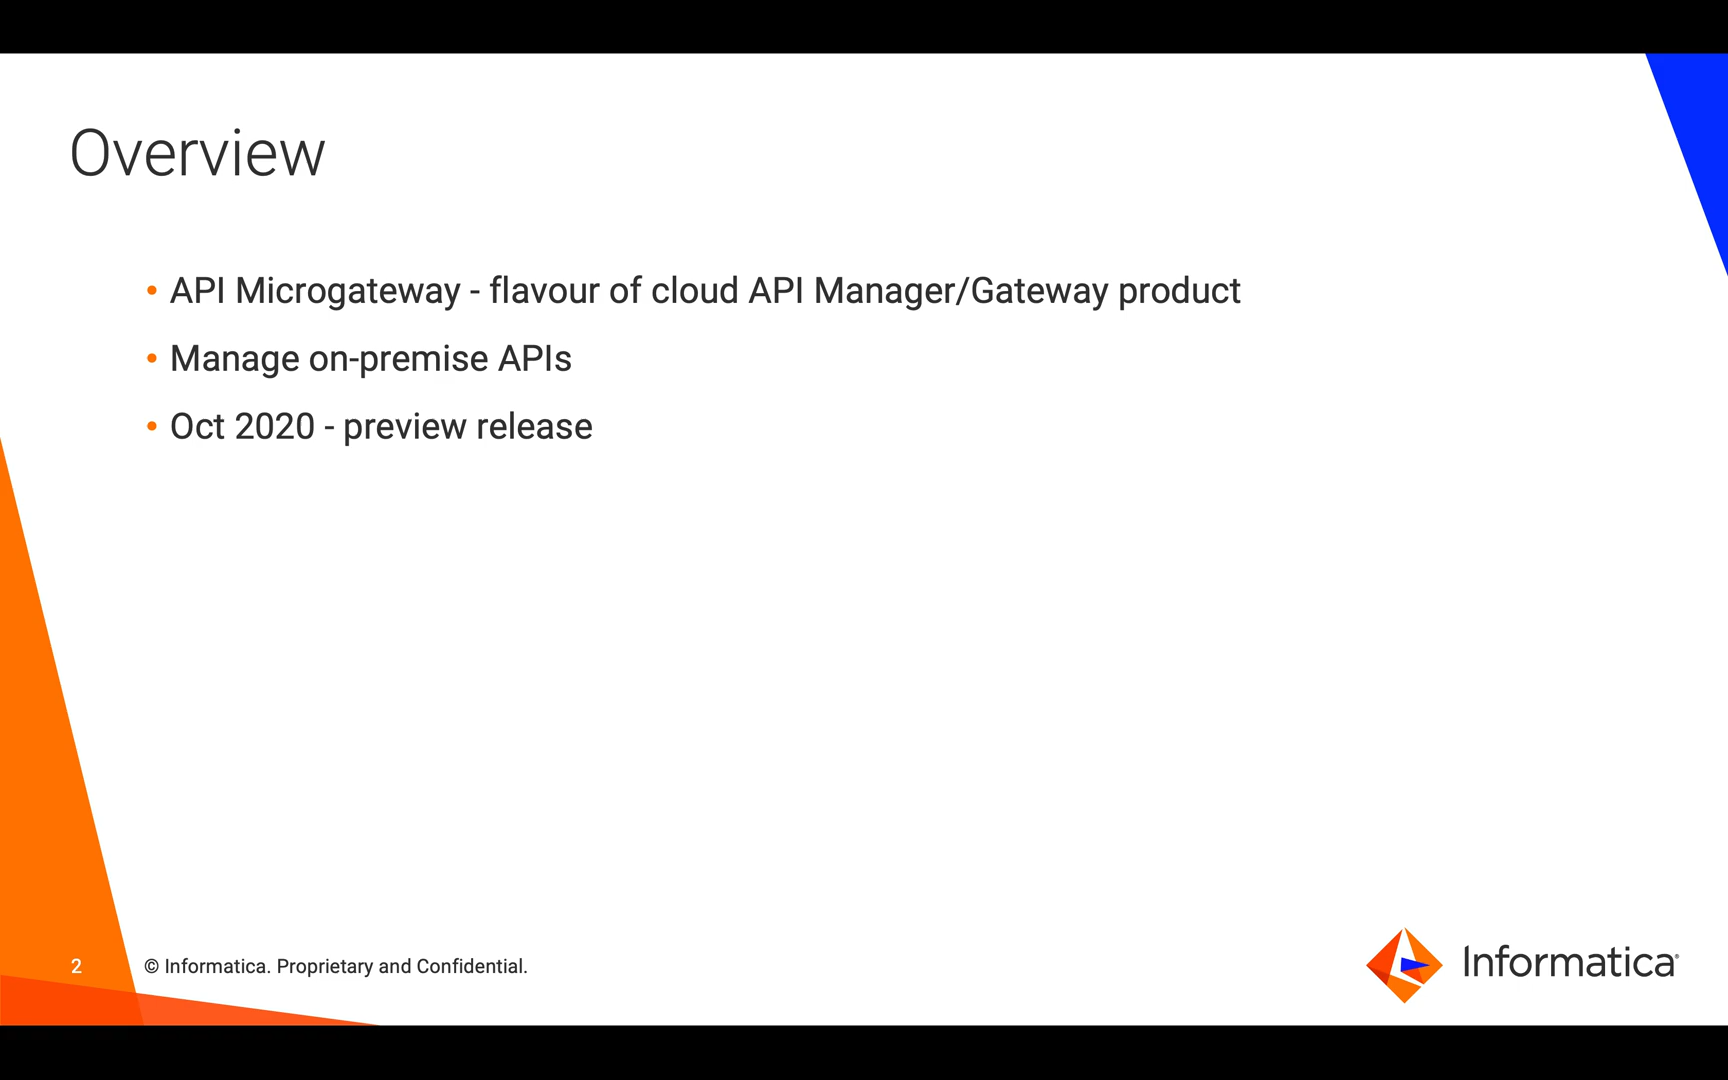 Overview
• API Microgateway - flavour of cloud API Manager/Gateway product
• Manage on-premise APIs
• Oct 2020 - preview release
2
© Informatica. Proprietary and Confidential.
Informatica®